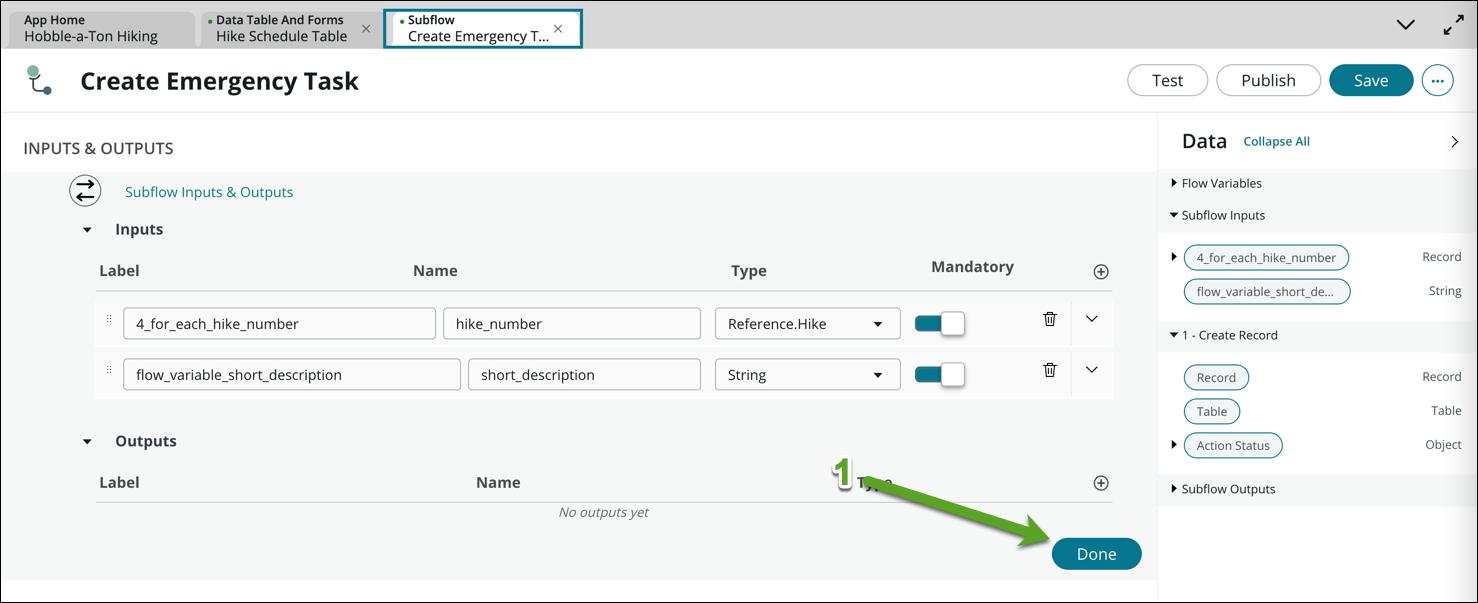 App Home
Hobble-a-Ton Hiking
Data Table And Forms
Hike Schedule Table
Subflow
Create Emergency T...
Create Emergency Task
Test
Publish
Save
INPUTS & OUTPUTS
Subflow Inputs & Outputs
Inputs
Label Name Type Mandatory
4_for_each_hike_number hike_number Reference.Hike
flow_variable_short_description short_description String
Outputs
Label Name Type
No outputs yet
1
Done
Data Collapse All
Flow Variables
Subflow Inputs
4_for_each_hike_number Record
flow_variable_short_de... String
1 - Create Record
Record Record
Table Table
Action Status Object
Subflow Outputs